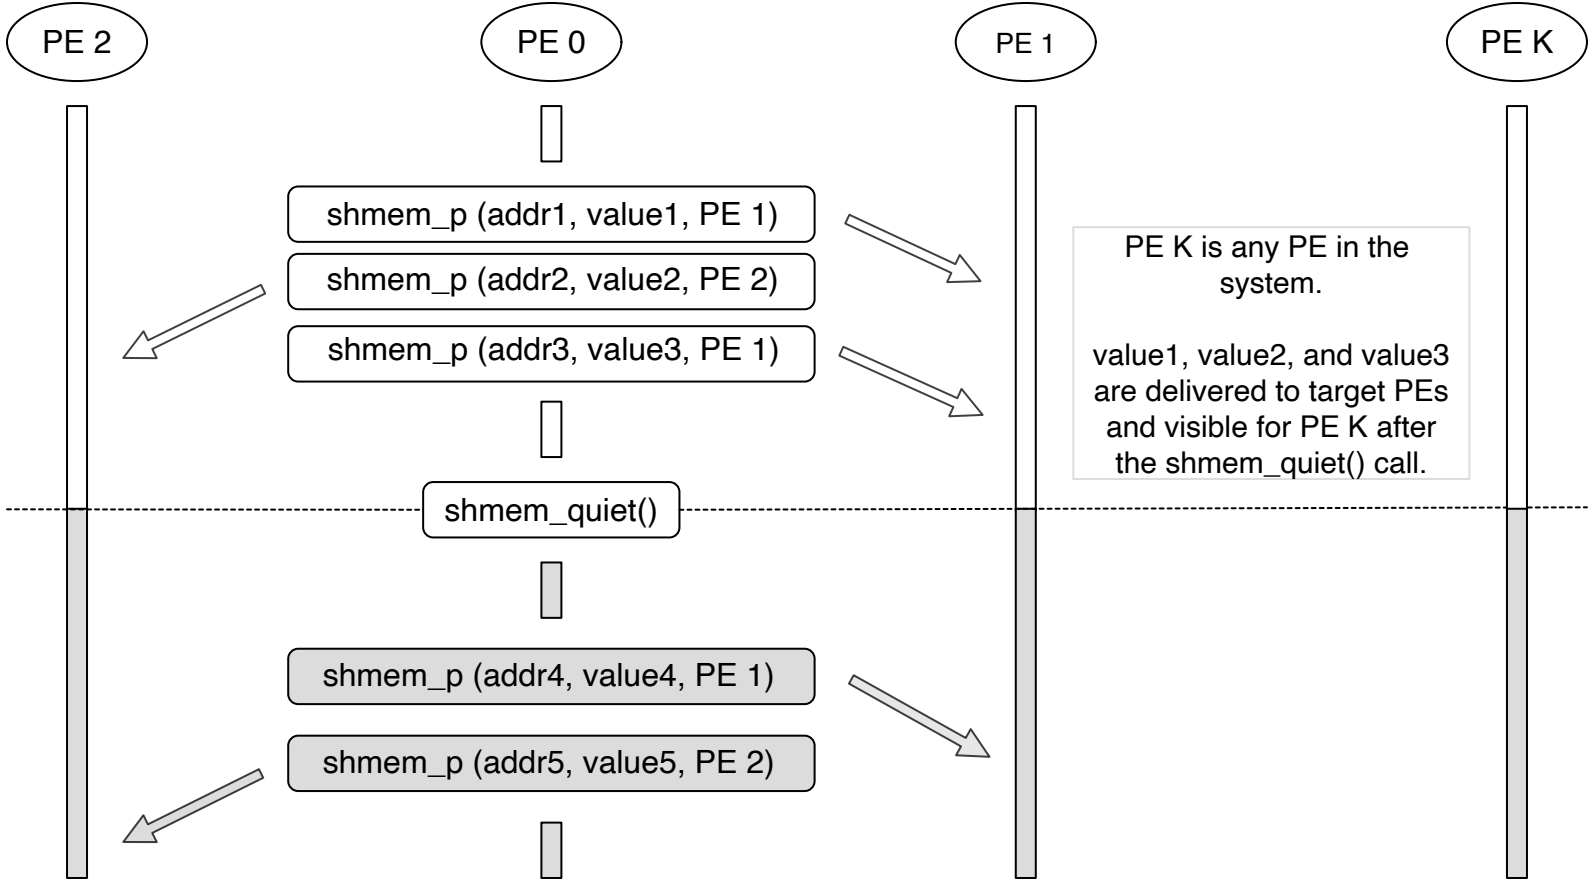 PE 2
PE 0
PE 1
PE K
shmem_p (addr1, value1, PE 1)
shmem_p (addr2, value2, PE 2)
shmem_p (addr3, value3, PE 1)
PE K is any PE in the
system.
value1, value2, and value3
are delivered to target PEs
and visible for PE K after
the shmem_quiet() call.
shmem_quiet()
shmem_p (addr4, value4, PE 1)
shmem_p (addr5, value5, PE 2)